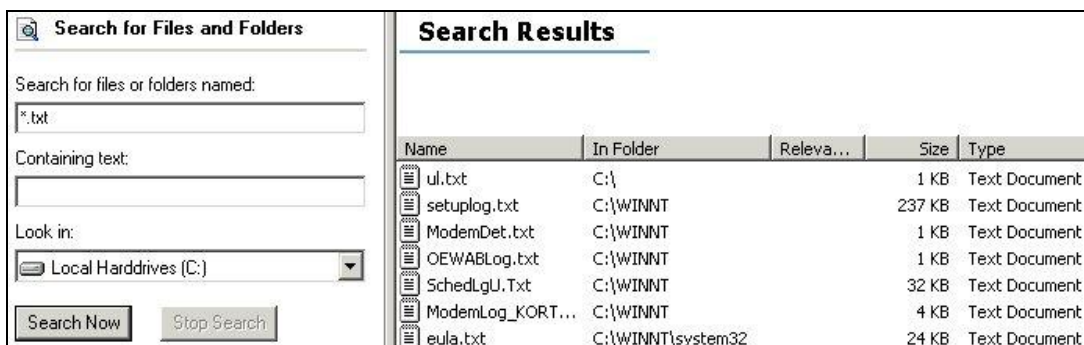 Search for Files and Folders
Search for files or folders named:
*.txt
Containing text:
Look in:
Local Harddrives (C:)
Search Now Stop Search
Search Results
Name In Folder Releva... Size Type
ul.txt C:\ 1 KB Text Document
setuplog.txt C:\WINNT 237 KB Text Document
ModemDet.txt C:\WINNT 1 KB Text Document
OEWABLog.txt C:\WINNT 1 KB Text Document
SchedLgU.Txt C:\WINNT 32 KB Text Document
ModemLog_KORT... C:\WINNT 4 KB Text Document
eula.txt C:\WINNT\system32 24 KB Text Document